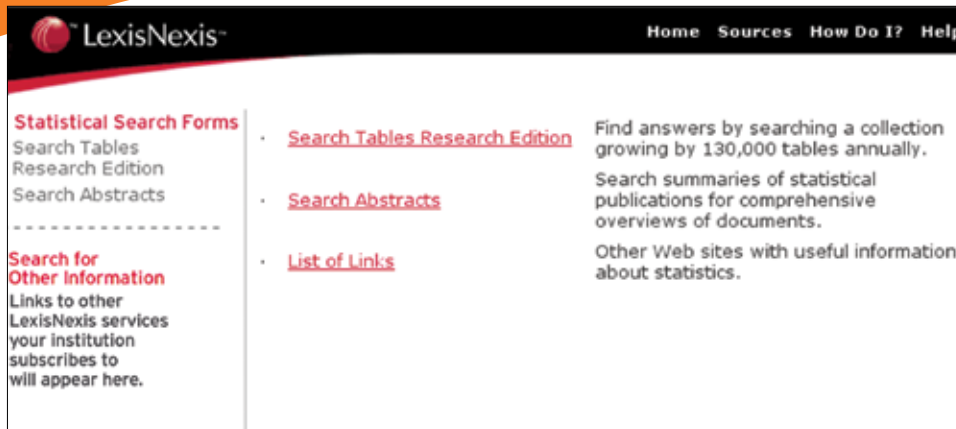 LexisNexis™
Home Sources How Do I? Help
Statistical Search Forms
Search Tables
Research Edition
Search Abstracts
Search for
Other Information
Links to other
LexisNexis services
your institution
subscribes to
will appear here.
· Search Tables Research Edition
Find answers by searching a collection
growing by 130,000 tables annually.
· Search Abstracts
Search summaries of statistical
publications for comprehensive
overviews of documents.
· List of Links
Other Web sites with useful information
about statistics.